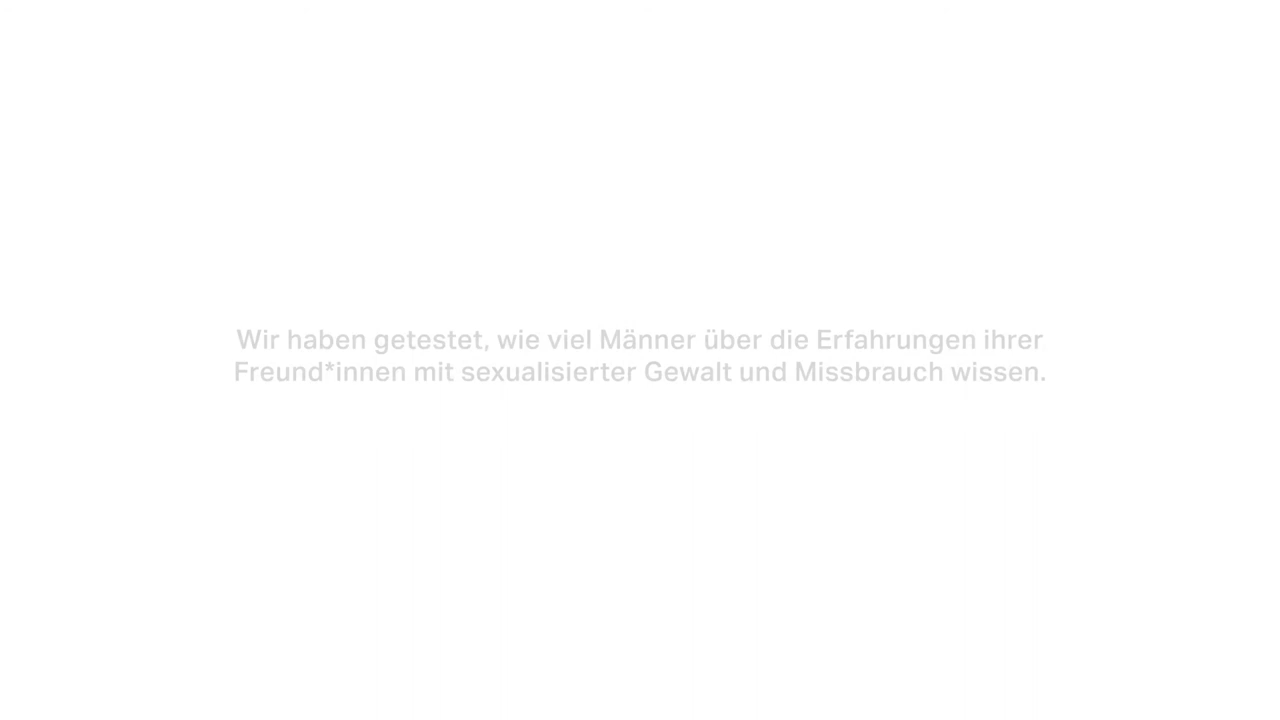 Wir haben getestet, wie viel Männer über die Erfahrungen ihrer
Freund*innen mit sexualisierter Gewalt und Missbrauch wissen.